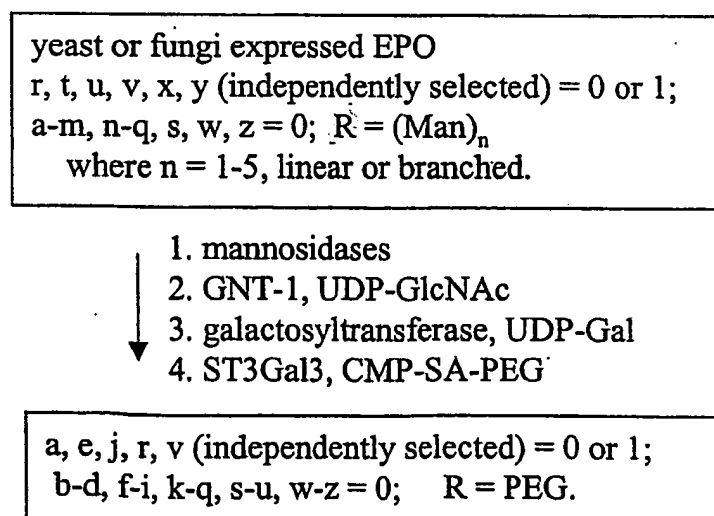 yeast or fungi expressed EPO
r, t, u, v, x, y (independently selected) = 0 or 1;
a-m, n-q, s, w, z = 0; R = (Man)n
where n = 1-5, linear or branched.
1. mannosidases
2. GNT-1, UDP-GlcNAc
3. galactosyltransferase, UDP-Gal
4. ST3Gal3, CMP-SA-PEG
a, e, j, r, v (independently selected) = 0 or 1;
b-d, f-i, k-q, s-u, w-z = 0; R = PEG.